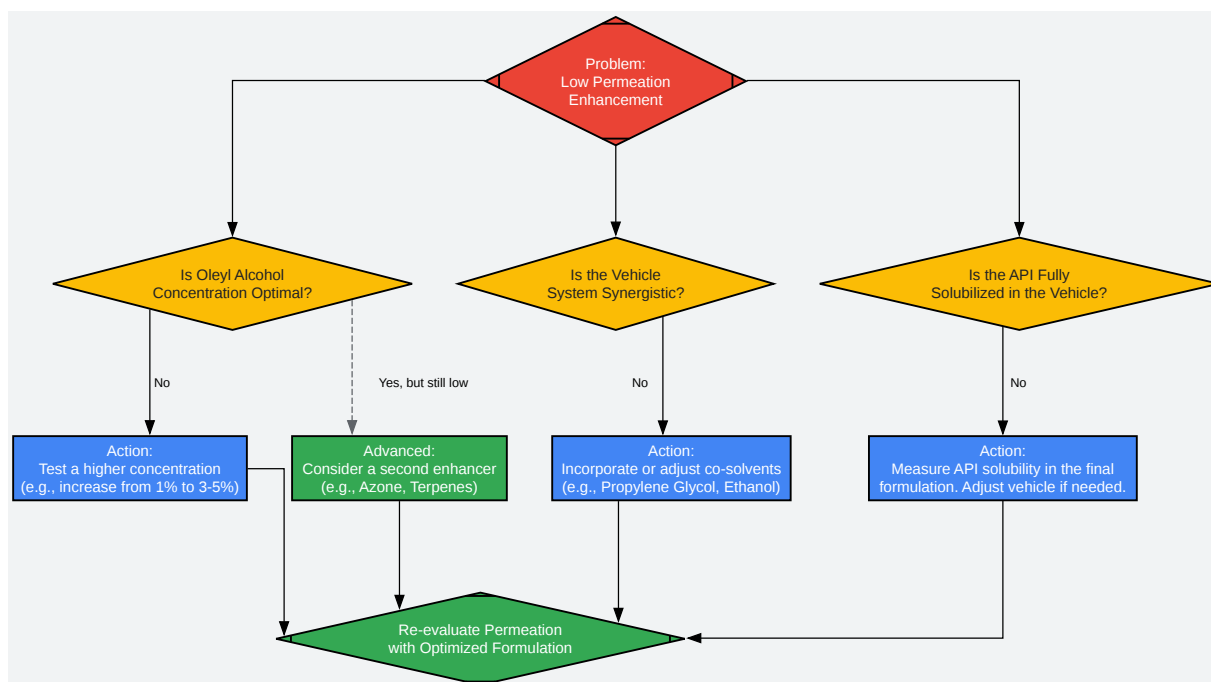 Problem:
Low Permeation
Enhancement
Is Oleyl Alcohol
Concentration Optimal?
Is the Vehicle
System Synergistic?
Is the API Fully
Solubilized in the Vehicle?
No
Yes, but still low
No
No
Action:
Test a higher concentration
(e.g., increase from 1% to 3-5%)
Advanced:
Consider a second enhancer
(e.g., Azone, Terpenes)
Action:
Incorporate or adjust co-solvents
(e.g., Propylene Glycol, Ethanol)
Action:
Measure API solubility in the final
formulation. Adjust vehicle if needed.
Re-evaluate Permeation
with Optimized Formulation